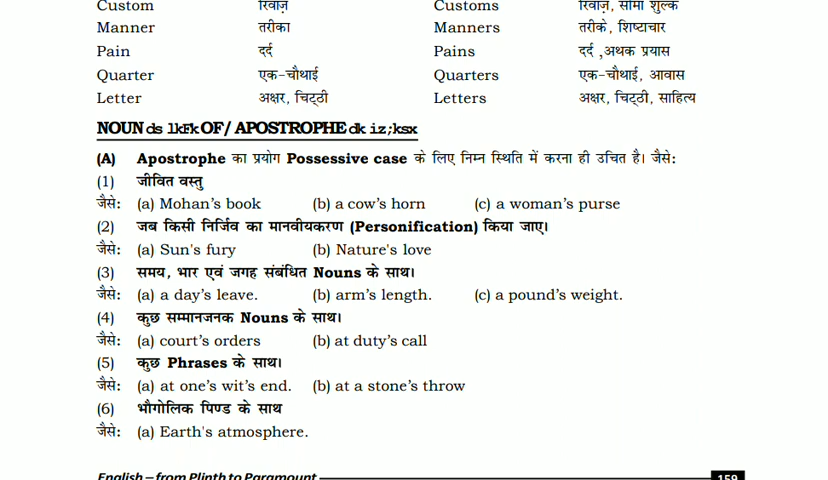 Custom रिवाज़ Customs रिवाज़, सीमा शुल्क
Manner तरीका Manners तरीके, शिष्टाचार
Pain दर्द Pains दर्द ,अथक प्रयास
Quarter एक-चौथाई Quarters एक-चौथाई, आवास
Letter अक्षर, चिट्ठी Letters अक्षर, चिट्ठी, साहित्य
NOUN ds lkFk OF/ APOSTROPHE dk iz;ksx
(A) Apostrophe का प्रयोग Possessive case के लिए निम्न स्थिति में करना ही उचित है। जैसे:
(1) जीवित वस्तु
जैसे: (a) Mohan's book (b) a cow's horn (c) a woman's purse
(2) जब किसी निर्जिव का मानवीयकरण (Personification) किया जाए।
जैसे: (a) Sun's fury (b) Nature's love
(3) समय, भार एवं जगह संबंधित Nouns के साथ।
जैसे: (a) a day's leave. (b) arm's length. (c) a pound's weight.
(4) कुछ सम्मानजनक Nouns के साथ।
जैसे: (a) court's orders (b) at duty's call
(5) कुछ Phrases के साथ।
जैसे: (a) at one's wit's end. (b) at a stone's throw
(6) भौगोलिक पिण्ड के साथ
जैसे: (a) Earth's atmosphere.
English – from Plinth to Paramount 159